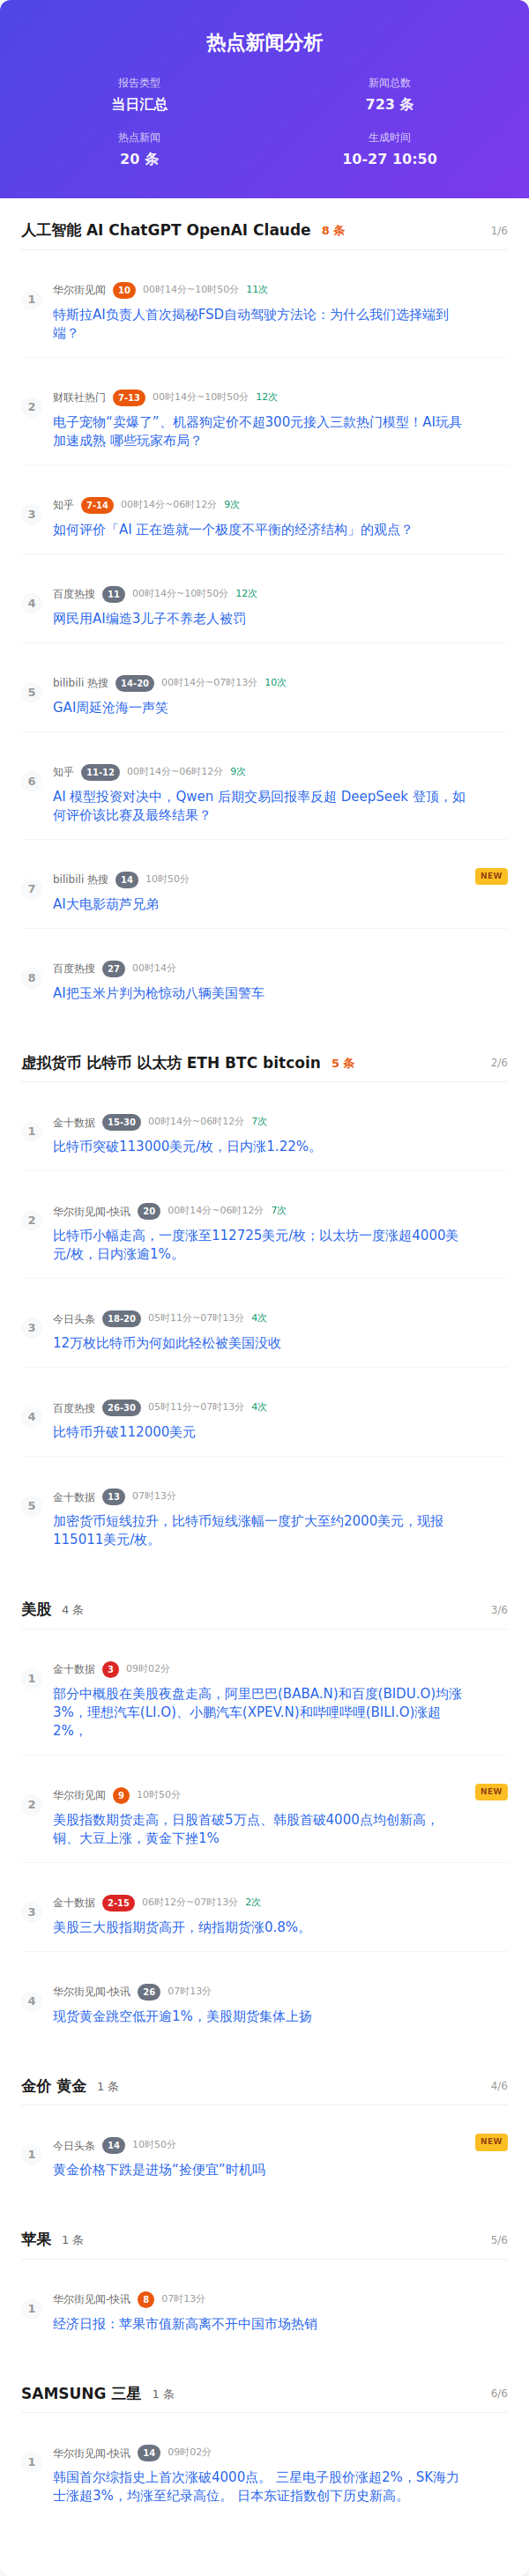 热点新闻分析
报告类型
当日汇总
新闻总数
723 条
热点新闻
20 条
生成时间
10-27 10:50
人工智能 AI ChatGPT OpenAI Claude 8 条 1/6
1
华尔街见闻 10 00时14分~10时50分 11次
特斯拉AI负责人首次揭秘FSD自动驾驶方法论：为什么我们选择端到
端？
2
财联社热门 7-13 00时14分~10时50分 12次
电子宠物“卖爆了”、机器狗定价不超300元接入三款热门模型！AI玩具
加速成熟 哪些玩家布局？
3
知乎 7-14 00时14分~06时12分 9次
如何评价「AI 正在造就一个极度不平衡的经济结构」的观点？
4
百度热搜 11 00时14分~10时50分 12次
网民用AI编造3儿子不养老人被罚
5
bilibili 热搜 14-20 00时14分~07时13分 10次
GAI周延沧海一声笑
6
知乎 11-12 00时14分~06时12分 9次
AI 模型投资对决中，Qwen 后期交易回报率反超 DeepSeek 登顶，如
何评价该比赛及最终结果？
7
bilibili 热搜 14 10时50分 NEW
AI大电影葫芦兄弟
8
百度热搜 27 00时14分
AI把玉米片判为枪惊动八辆美国警车
虚拟货币 比特币 以太坊 ETH BTC bitcoin 5 条 2/6
1
金十数据 15-30 00时14分~06时12分 7次
比特币突破113000美元/枚，日内涨1.22%。
2
华尔街见闻-快讯 20 00时14分~06时12分 7次
比特币小幅走高，一度涨至112725美元/枚；以太坊一度涨超4000美
元/枚，日内涨逾1%。
3
今日头条 18-20 05时11分~07时13分 4次
12万枚比特币为何如此轻松被美国没收
4
百度热搜 26-30 05时11分~07时13分 4次
比特币升破112000美元
5
金十数据 13 07时13分
加密货币短线拉升，比特币短线涨幅一度扩大至约2000美元，现报
115011美元/枚。
美股 4 条 3/6
1
金十数据 3 09时02分
部分中概股在美股夜盘走高，阿里巴巴(BABA.N)和百度(BIDU.O)均涨
3%，理想汽车(LI.O)、小鹏汽车(XPEV.N)和哔哩哔哩(BILI.O)涨超
2%，
2
华尔街见闻 9 10时50分 NEW
美股指数期货走高，日股首破5万点、韩股首破4000点均创新高，
铜、大豆上涨，黄金下挫1%
3
金十数据 2-15 06时12分~07时13分 2次
美股三大股指期货高开，纳指期货涨0.8%。
4
华尔街见闻-快讯 26 07时13分
现货黄金跳空低开逾1%，美股期货集体上扬
金价 黄金 1 条 4/6
1
今日头条 14 10时50分 NEW
黄金价格下跌是进场“捡便宜”时机吗
苹果 1 条 5/6
1
华尔街见闻-快讯 8 07时13分
经济日报：苹果市值新高离不开中国市场热销
SAMSUNG 三星 1 条 6/6
1
华尔街见闻-快讯 14 09时02分
韩国首尔综指史上首次涨破4000点。 三星电子股价涨超2%，SK海力
士涨超3%，均涨至纪录高位。 日本东证指数创下历史新高。